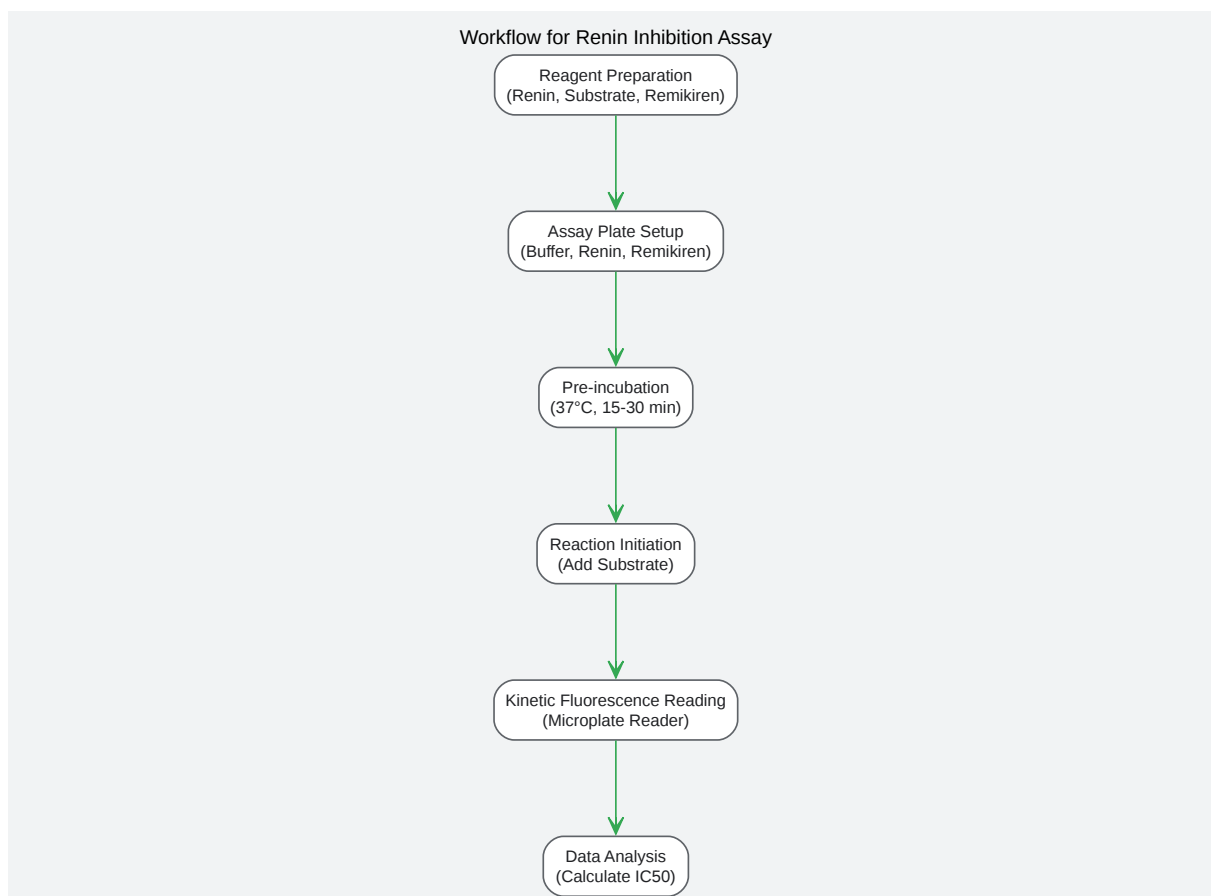 Workflow for Renin Inhibition Assay
Reagent Preparation
(Renin, Substrate, Remikiren)
Assay Plate Setup
(Buffer, Renin, Remikiren)
Pre-incubation
(37°C, 15-30 min)
Reaction Initiation
(Add Substrate)
Kinetic Fluorescence Reading
(Microplate Reader)
Data Analysis
(Calculate IC50)